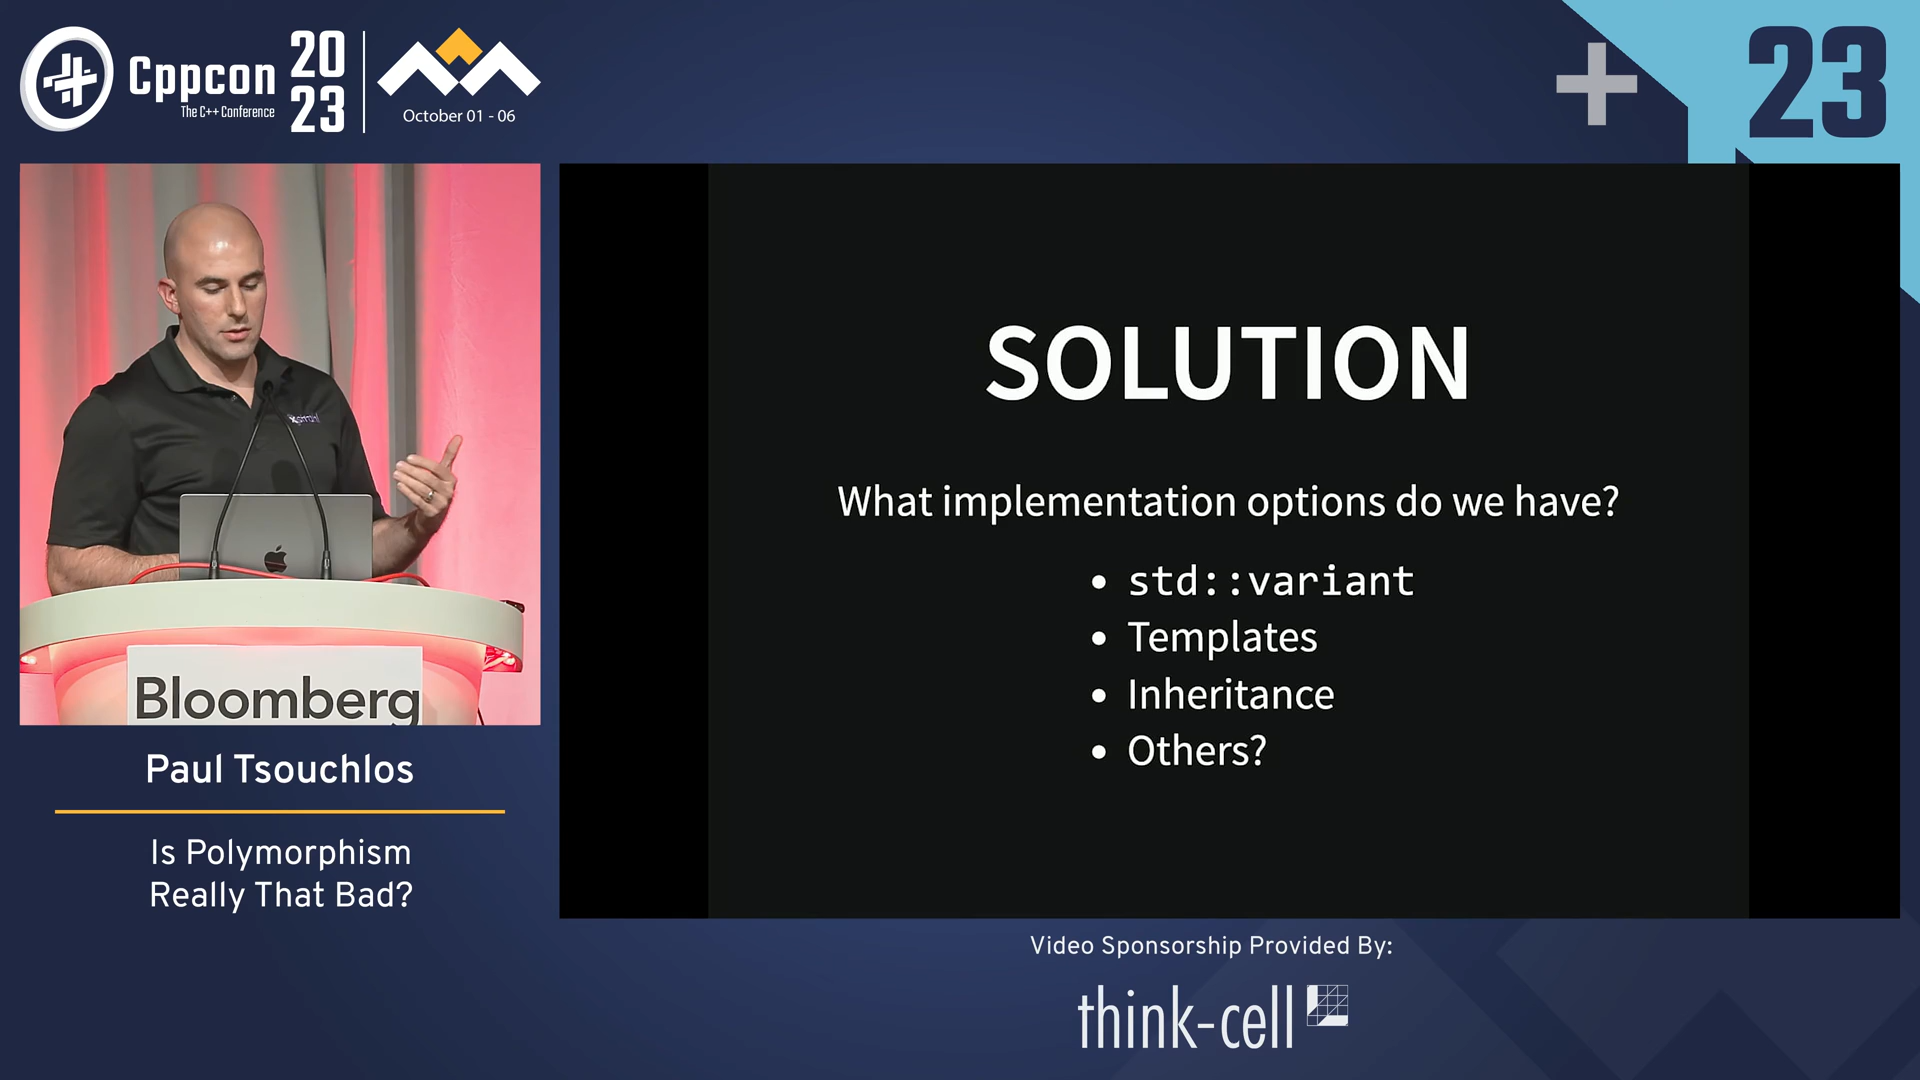 Cppcon
The C++ Conference
20
23
October 01 - 06
23
SOLUTION
What implementation options do we have?
• std::variant
• Templates
• Inheritance
• Others?
Bloomberg
Paul Tsouchlos
Is Polymorphism
Really That Bad?
Video Sponsorship Provided By:
think-cell